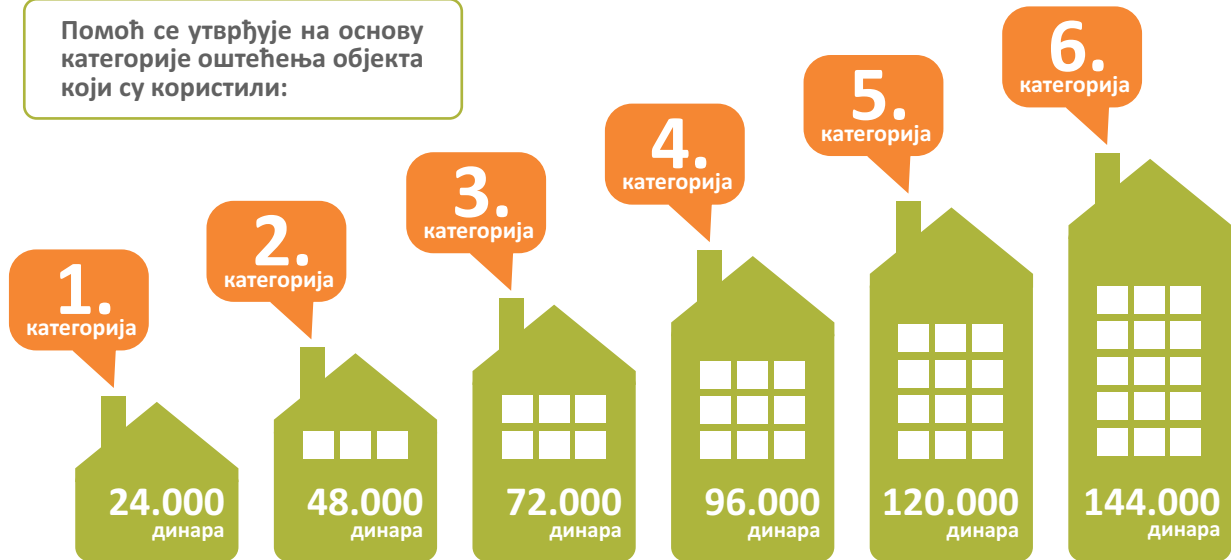 Помоћ се утврђује на основу
категорије оштећења објекта
који су користили:
1.
категорија
24.000
динара
2.
категорија
48.000
динара
3.
категорија
72.000
динара
4.
категорија
96.000
динара
5.
категорија
120.000
динара
6.
категорија
144.000
динара